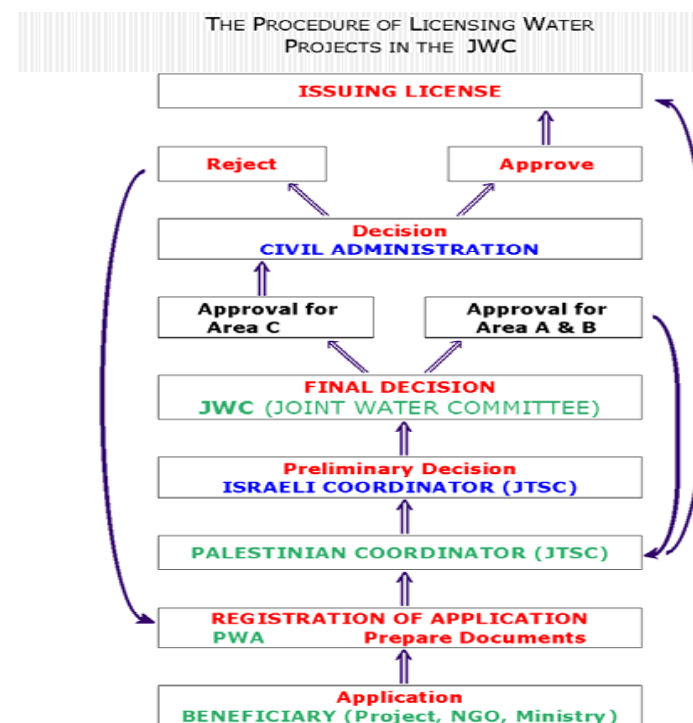 THE PROCEDURE OF LICENSING WATER
PROJECTS IN THE JWC
ISSUING LICENSE
Reject
Approve
Decision
CIVIL ADMINISTRATION
Approval for
Area C
Approval for
Area A & B
FINAL DECISION
JWC (JOINT WATER COMMITTEE)
Preliminary Decision
ISRAELI COORDINATOR (JTSC)
PALESTINIAN COORDINATOR (JTSC)
REGISTRATION OF APPLICATION
PWA Prepare Documents
Application
BENEFICIARY (Project, NGO, Ministry)